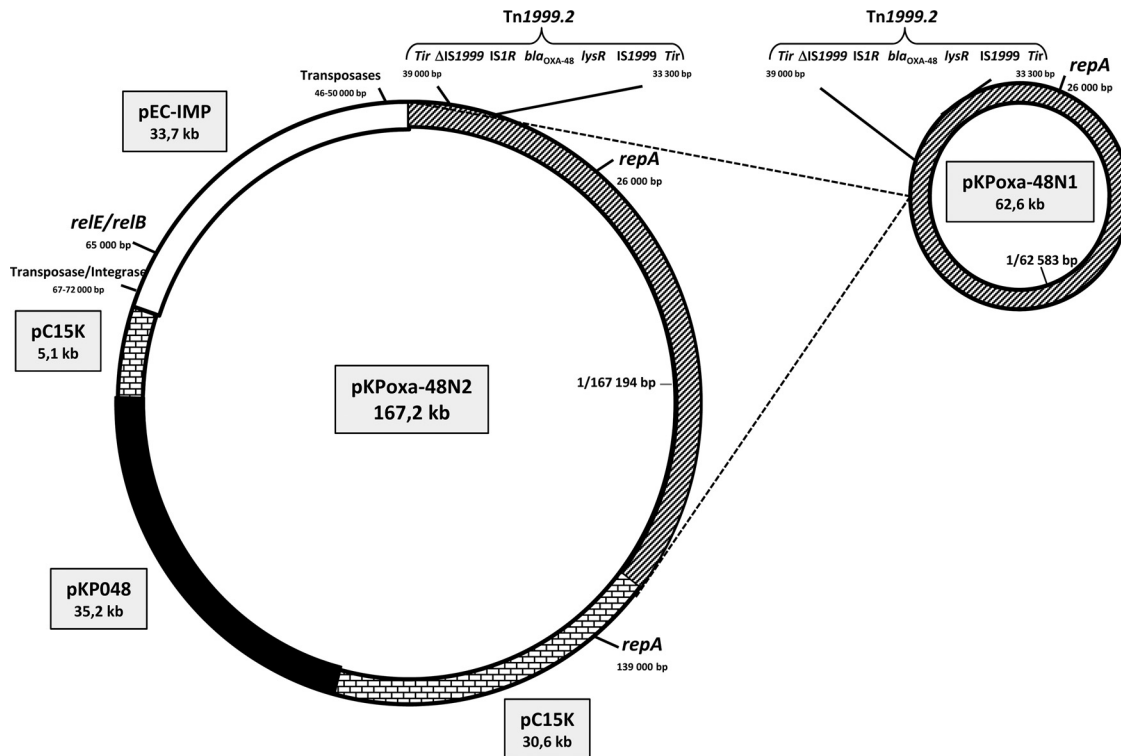 Tn1999.2
Tir ΔIS1999 IS1R blaOXA-48 lysR IS1999 Tir
39 000 bp
33 300 bp
Tn1999.2
Tir ΔIS1999 IS1R blaOXA-48 lysR IS1999 Tir
39 000 bp
33 300 bp
repA
26 000 bp
Transposases
46-50 000 bp
pEC-IMP
33,7 kb
repA
26 000 bp
pKPoxa-48N1
62,6 kb
1/62 583 bp
relE/relB
65 000 bp
Transposase/Integrase
67-72 000 bp
pC15K
5,1 kb
pKPoxa-48N2
167,2 kb
1/167 194 bp
pKP048
35,2 kb
repA
139 000 bp
pC15K
30,6 kb